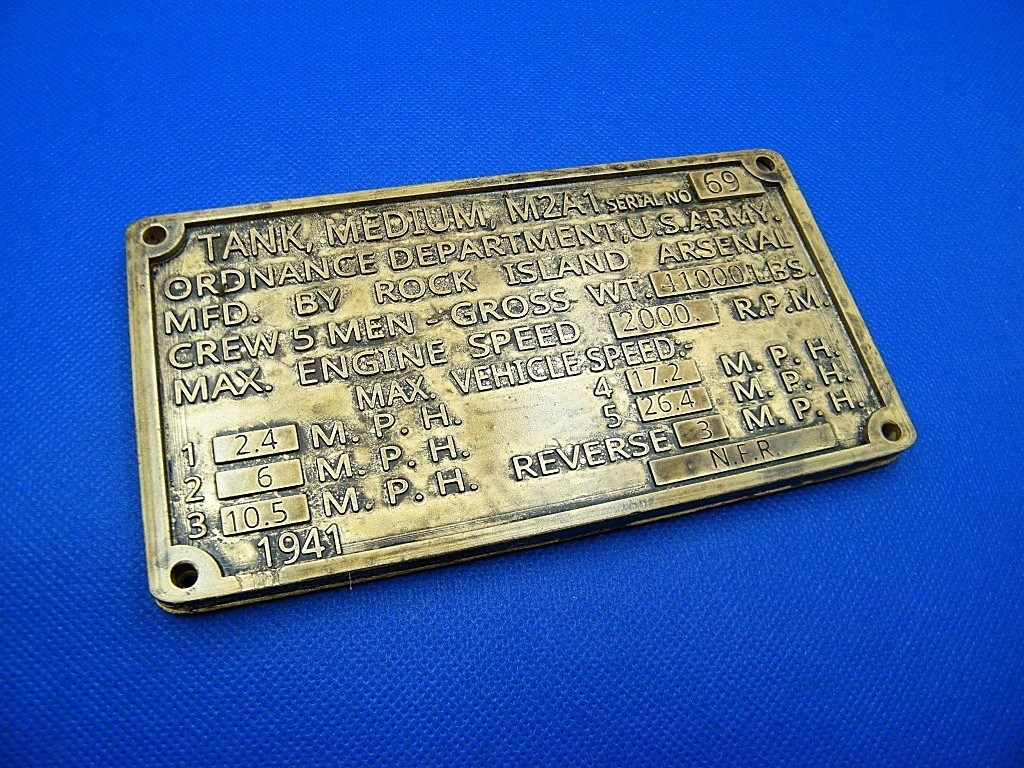 TANK, MEDIUM, M2A1 SERIAL NO 69
ORDNANCE DEPARTMENT, U.S. ARMY.
MFD. BY ROCK ISLAND ARSENAL
CREW 5 MEN - GROSS WT. 41000 LBS.
MAX. ENGINE SPEED 2000. R.P.M.
MAX. VEHICLE SPEED:-
1 2.4 M. P. H. 4 17.2 M. P. H.
2 6 M. P. H. 5 26.4 M. P. H.
3 10.5 M. P. H. REVERSE 3 M. P. H.
1941 N.F.R.